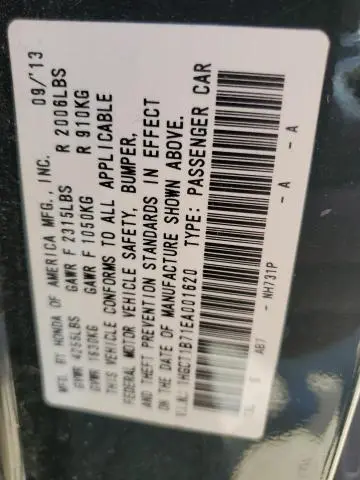 MFD. BY HONDA OF AMERICA MFG., INC. 09/13
GVWR 4255LBS GAWR F 2315LBS R 2006LBS
GVWR 1930KG GAWR F 1050KG R 910KG
THIS VEHICLE CONFORMS TO ALL APPLICABLE
FEDERAL MOTOR VEHICLE SAFETY, BUMPER,
AND THEFT PREVENTION STANDARDS IN EFFECT
ON THE DATE OF MANUFACTURE SHOWN ABOVE.
V.I.N. 1HGCT1B71EA001620 TYPE: PASSENGER CAR
AB7 - NH731P - A - A